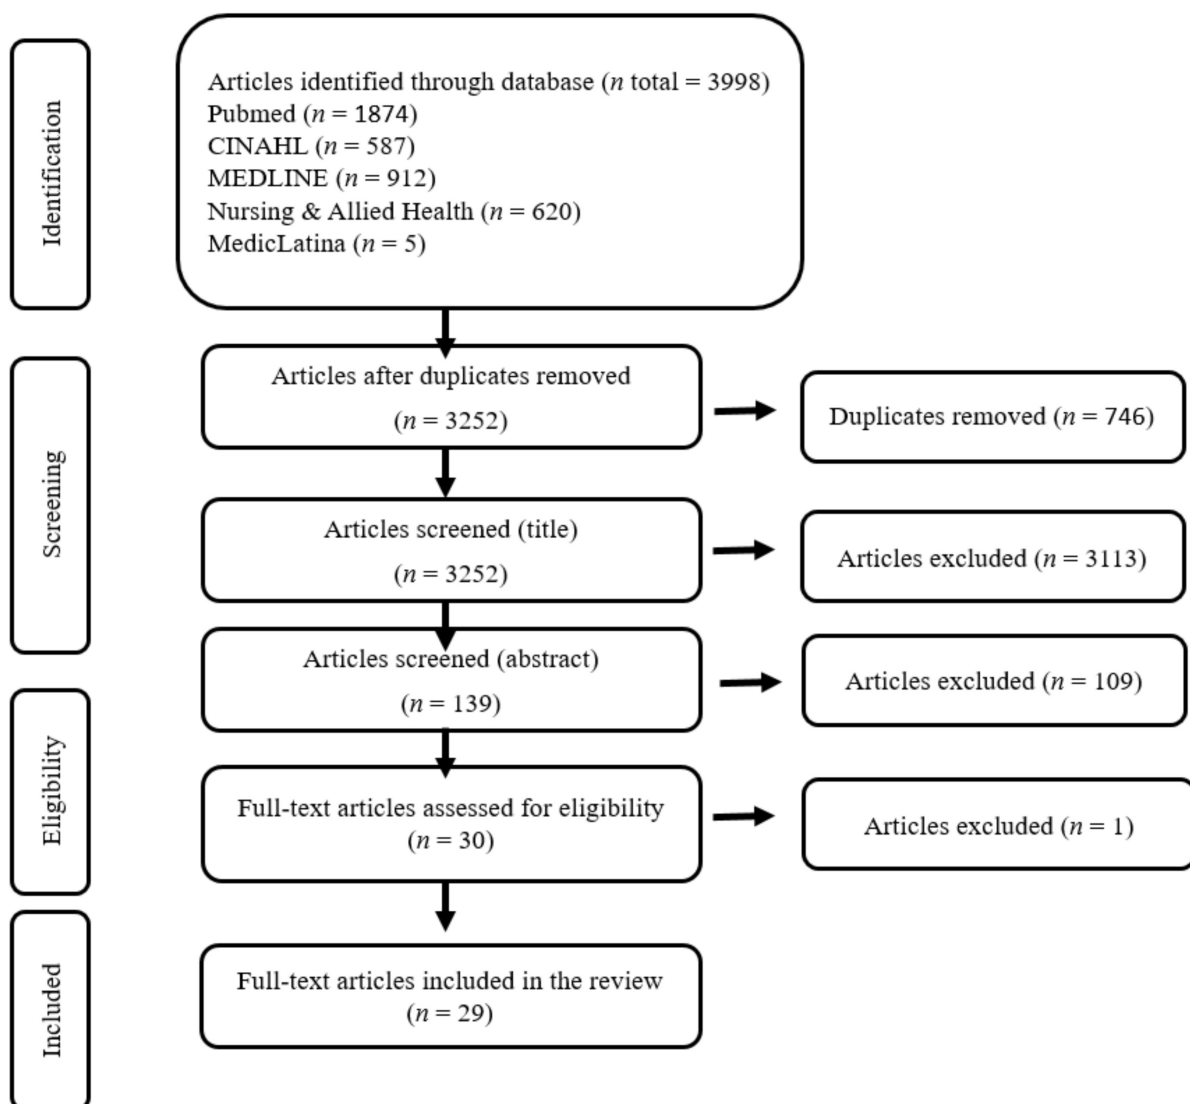 Identification
Articles identified through database (n total = 3998)
Pubmed (n = 1874)
CINAHL (n = 587)
MEDLINE (n = 912)
Nursing & Allied Health (n = 620)
MedicLatina (n = 5)
Screening
Articles after duplicates removed
(n = 3252)
Duplicates removed (n = 746)
Articles screened (title)
(n = 3252)
Articles excluded (n = 3113)
Articles screened (abstract)
(n = 139)
Articles excluded (n = 109)
Eligibility
Full-text articles assessed for eligibility
(n = 30)
Articles excluded (n = 1)
Included
Full-text articles included in the review
(n = 29)